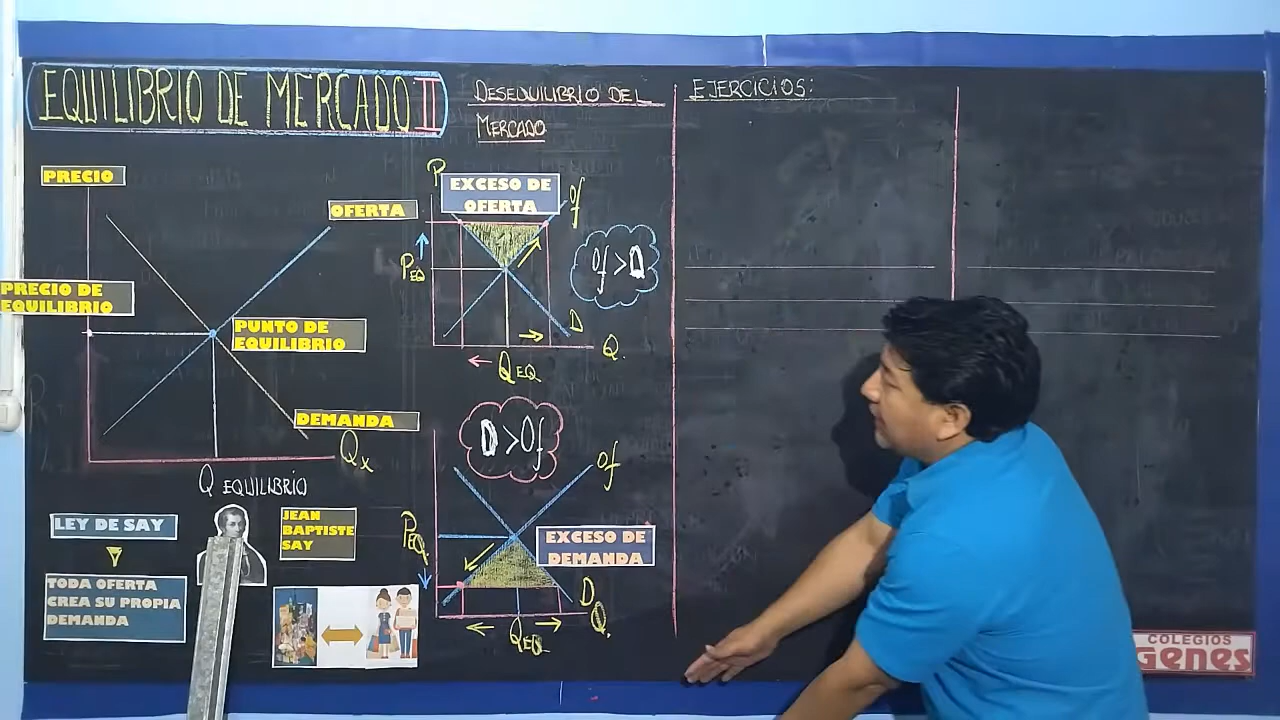 EQUILIBRIO DE MERCADO II
PRECIO
OFERTA
PRECIO DE
EQUILIBRIO
PUNTO DE
EQUILIBRIO
DEMANDA
Qx
Q EQUILIBRIO
LEY DE SAY
TODA OFERTA
CREA SU PROPIA
DEMANDA
JEAN
BAPTISTE
SAY
DESEQUILIBRIO DEL
MERCADO
P
EXCESO DE
OFERTA
Of
PEQ
Of > D
D
Q.
QEQ
D > Of
Of
PEQ.
EXCESO DE
DEMANDA
D
Q.
QEQ
EJERCICIOS:
COLEGIOS
Genes